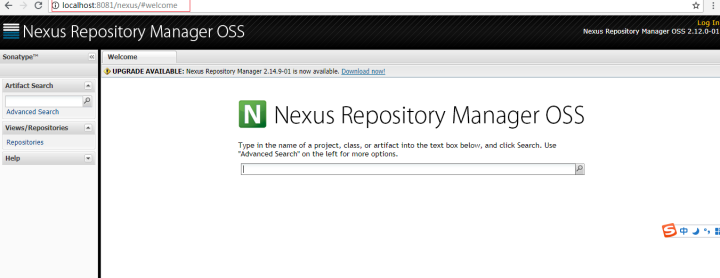 localhost:8081/nexus/#welcome
Nexus Repository Manager OSS
Log In
Nexus Repository Manager OSS 2.12.0-01
Sonatype™
Welcome
UPGRADE AVAILABLE: Nexus Repository Manager 2.14.9-01 is now available. Download now!
Artifact Search
Advanced Search
Views/Repositories
Repositories
Help
N Nexus Repository Manager OSS
Type in the name of a project, class, or artifact into the text box below, and click Search. Use
"Advanced Search" on the left for more options.
S 中